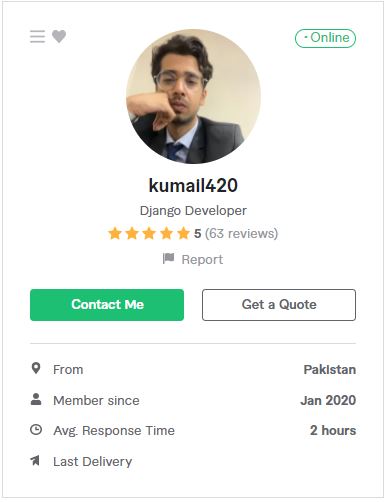 · Online
kumail420
Django Developer
5 (63 reviews)
Report
Contact Me
Get a Quote
From Pakistan
Member since Jan 2020
Avg. Response Time 2 hours
Last Delivery